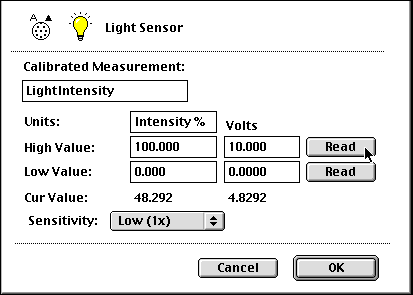 A
Light Sensor
Calibrated Measurement:
LightIntensity
Units: Intensity % Volts
High Value: 100.000 10.000 Read
Low Value: 0.000 0.0000 Read
Cur Value: 48.292 4.8292
Sensitivity: Low (1x)
Cancel OK